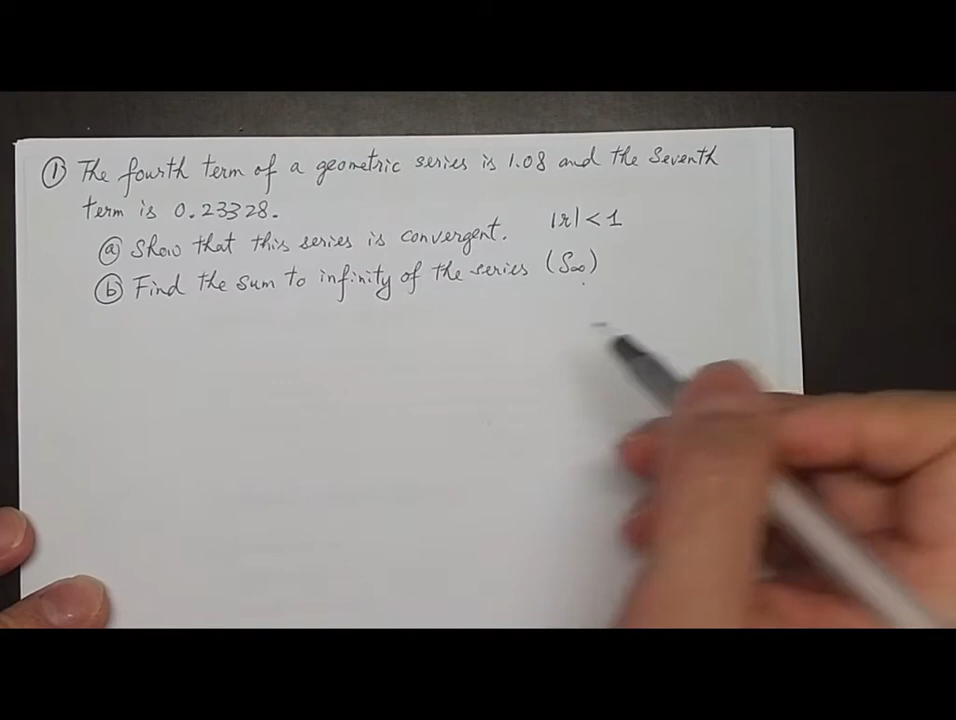 ① The fourth term of a geometric series is 1.08 and the Seventh
term is 0.23328.
ⓐ Show that this series is convergent. |r| < 1
ⓑ Find the sum to infinity of the series (S∞)